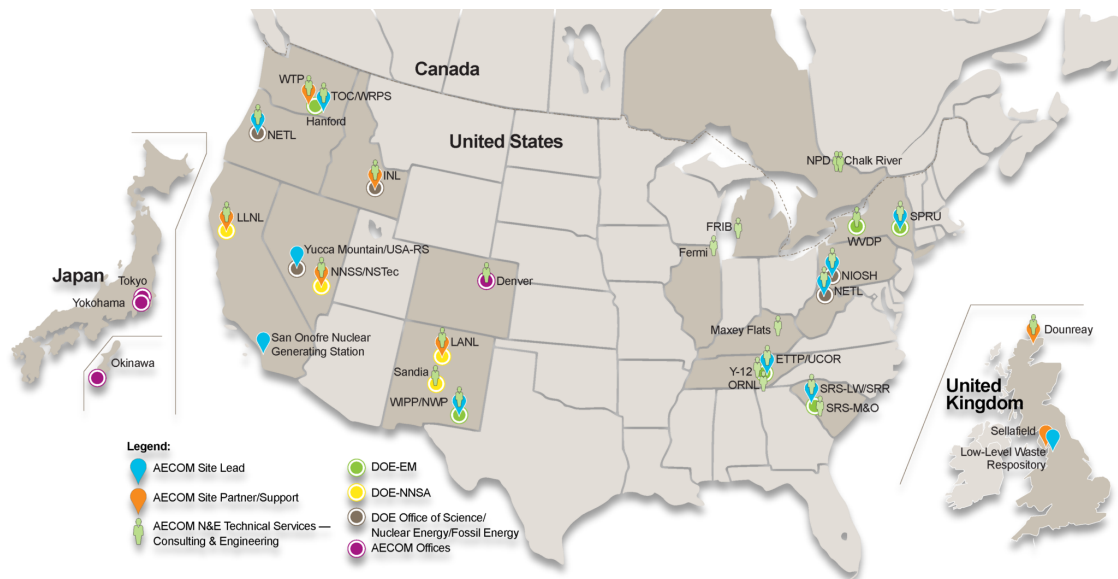 Canada
United States
WTP
TOC/WRPS
Hanford
NETL
INL
LLNL
Yucca Mountain/USA-RS
NNSS/NSTec
Denver
San Onofre Nuclear
Generating Station
LANL
Sandia
WIPP/NWP
NPD
Chalk River
FRIB
Fermi
SPRU
WVDP
NIOSH
NETL
Maxey Flats
ETTP/UCOR
Y-12
ORNL
SRS-LW/SRR
SRS-M&O
Japan
Tokyo
Yokohama
Okinawa
Dounreay
United
Kingdom
Sellafield
Low-Level Waste
Respository
Legend:
AECOM Site Lead
AECOM Site Partner/Support
AECOM N&E Technical Services —
Consulting & Engineering
DOE-EM
DOE-NNSA
DOE Office of Science/
Nuclear Energy/Fossil Energy
AECOM Offices